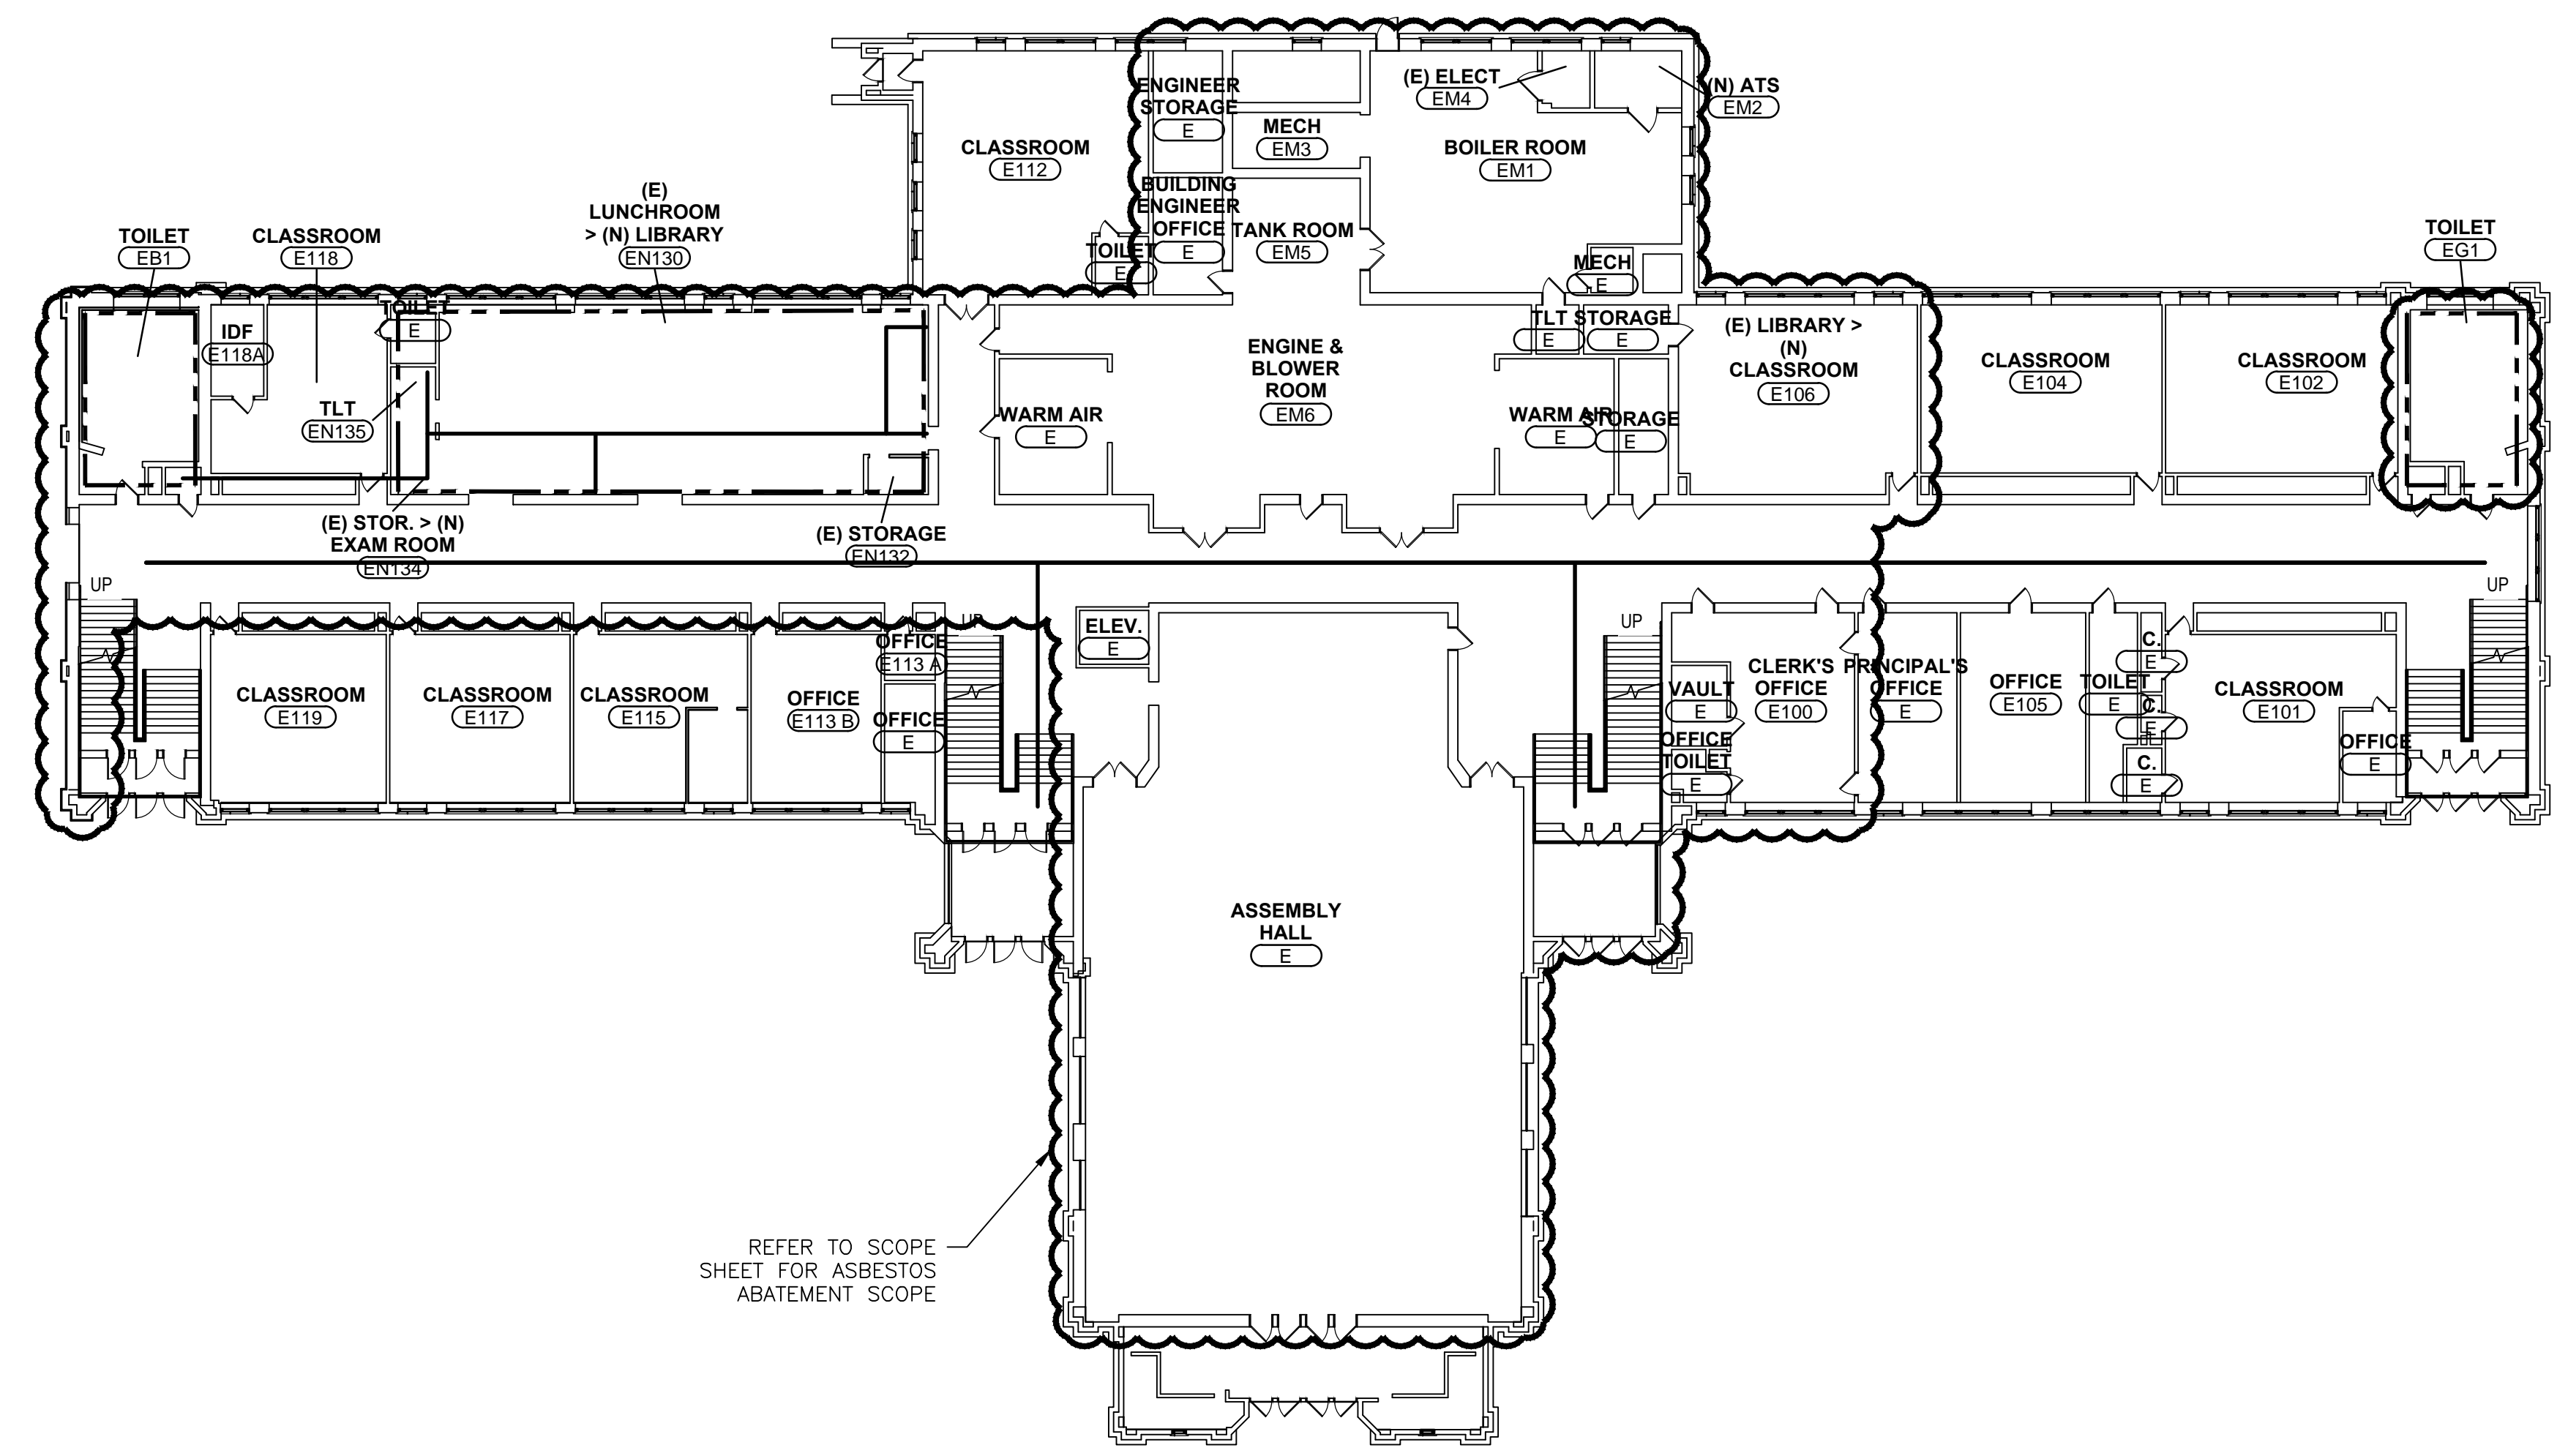 (E) ELECT
EM4
(N) ATS
EM2
ENGINEER
STORAGE
E
MECH
EM3
CLASSROOM
E112
BOILER ROOM
EM1
BUILDING
ENGINEER
OFFICE
E
TANK ROOM
EM5
TOILET
E
MECH
E
(E)
LUNCHROOM
> (N) LIBRARY
EN130
TOILET
EB1
CLASSROOM
E118
TOILET
EG1
IDF
E118A
TOILET
E
TLT
EN135
WARM AIR
E
ENGINE &
BLOWER
ROOM
EM6
TLT
E
STORAGE
E
WARM AIR
E
STORAGE
E
(E) LIBRARY >
(N)
CLASSROOM
E106
CLASSROOM
E104
CLASSROOM
E102
(E) STOR. > (N)
EXAM ROOM
EN134
(E) STORAGE
EN132
UP
UP
UP
UP
CLASSROOM
E119
CLASSROOM
E117
CLASSROOM
E115
OFFICE
E113 B
OFFICE
E113 A
OFFICE
E
ELEV.
E
VAULT
E
OFFICE
TOILET
E
CLERK'S
OFFICE
E100
PRINCIPAL'S
OFFICE
E
OFFICE
E105
TOILET
E
C.
E
C.
E
C.
E
CLASSROOM
E101
OFFICE
E
ASSEMBLY
HALL
E
REFER TO SCOPE
SHEET FOR ASBESTOS
ABATEMENT SCOPE